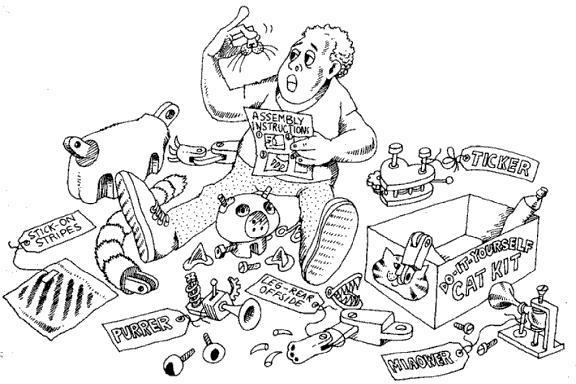 ASSEMBLY
INSTRUCTIONS
TICKER
STICK ON
STRIPES
DO-IT-YOURSELF
CAT KIT
LEG-REAR
OFFSIDE
PURRER
MIAOWER